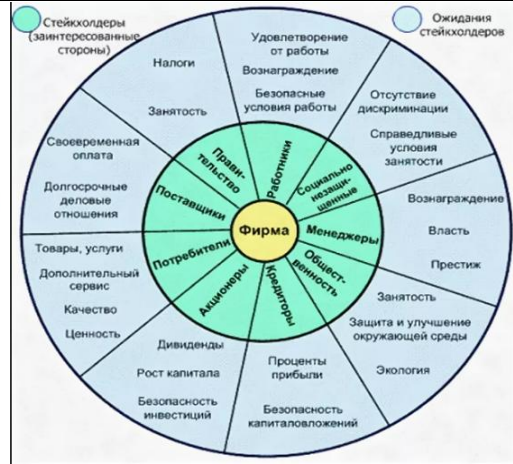 Стейкхолдеры
(заинтересованные
стороны)
Ожидания
стейкхолдеров
Удовлетворение
от работы
Вознаграждение
Безопасные
условия работы
Отсутствие
дискриминации
Справедливые
условия
занятости
Вознаграждение
Власть
Престиж
Занятость
Защита и улучшение
окружающей среды
Экология
Проценты
прибыли
Безопасность
капиталовложений
Дивиденды
Рост капитала
Безопасность
инвестиций
Товары, услуги
Дополнительный
сервис
Качество
Ценность
Своевременная
оплата
Долгосрочные
деловые
отношения
Налоги
Занятость
Прави-
тельство
Работники
Социально
незащи-
щенные
Менеджеры
Общест-
венность
Кредиторы
Акционеры
Потребители
Поставщики
Фирма